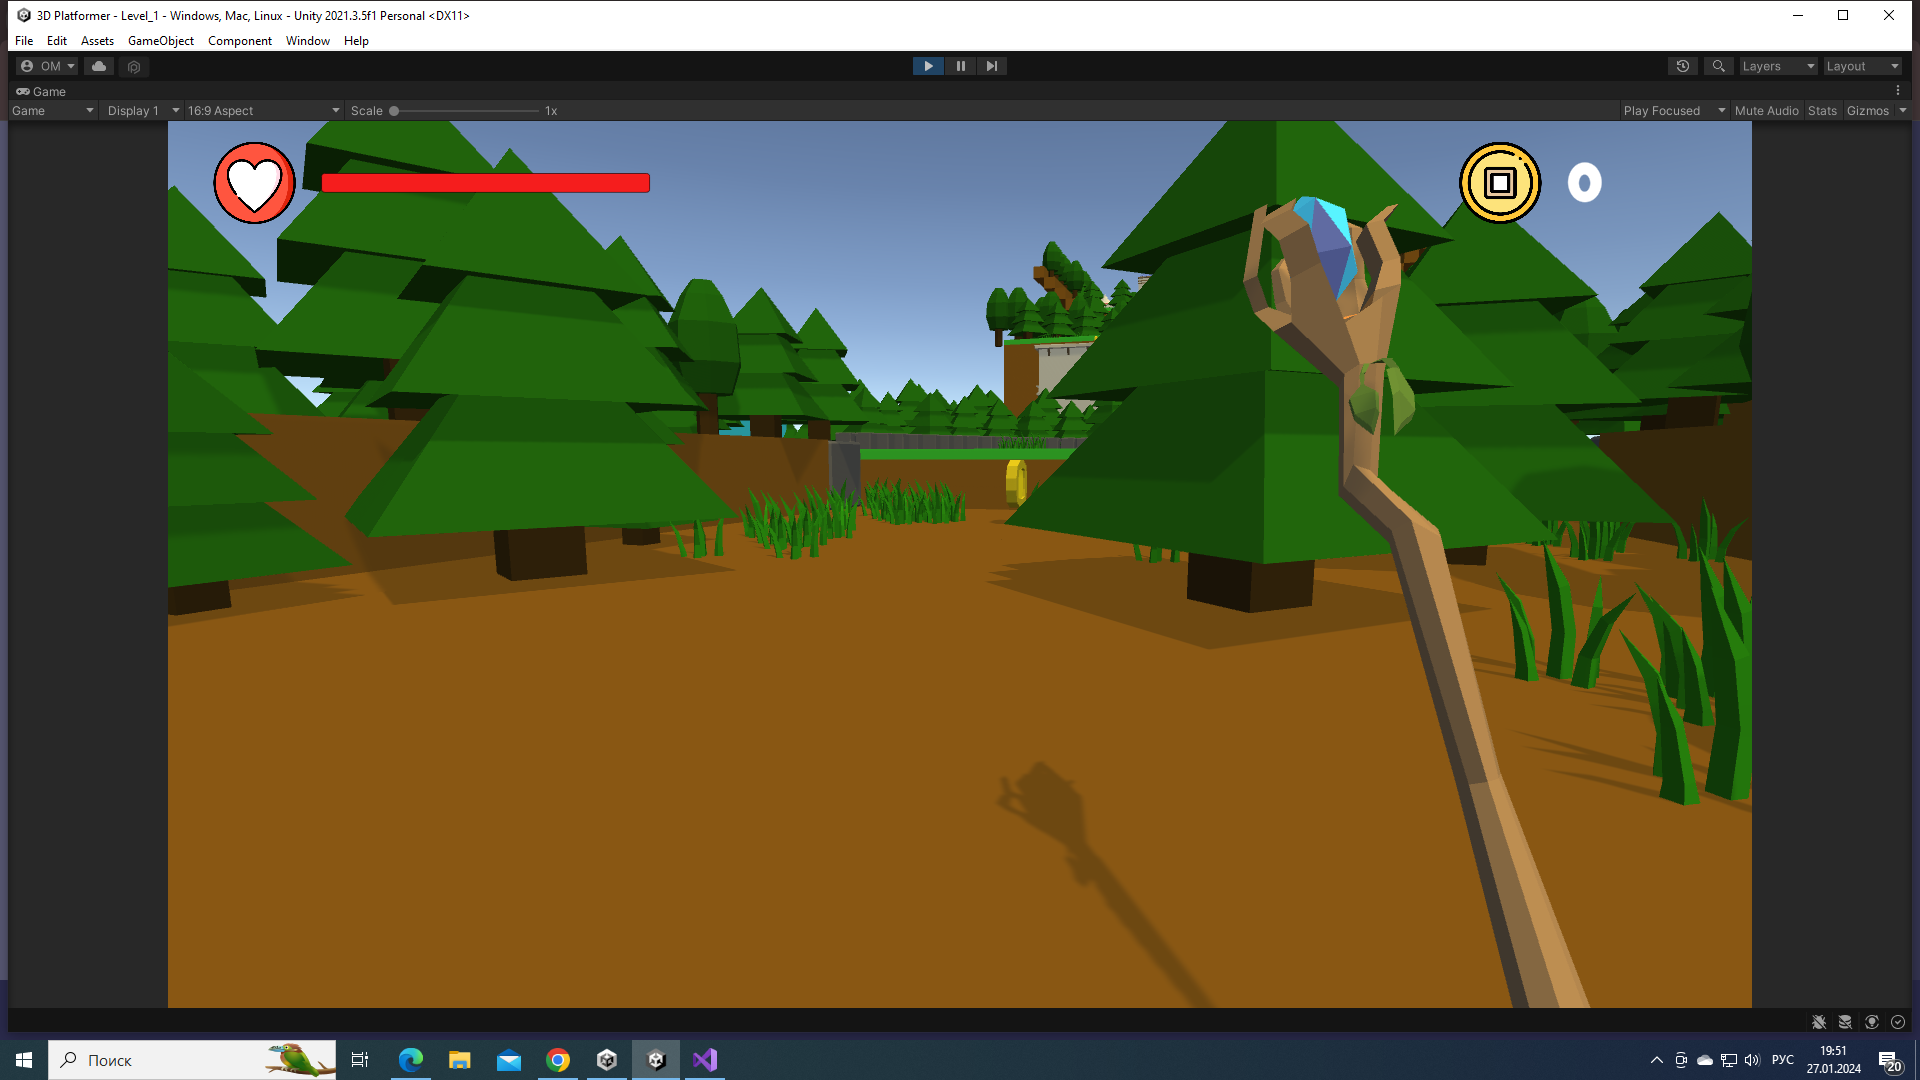 3D Platformer - Level_1 - Windows, Mac, Linux - Unity 2021.3.5f1 Personal <DX11>
File Edit Assets GameObject Component Window Help
OM Layers Layout
Game
Game Display 1 16:9 Aspect Scale 1x Play Focused Mute Audio Stats Gizmos
0
Поиск
РУС
19:51
27.01.2024
20